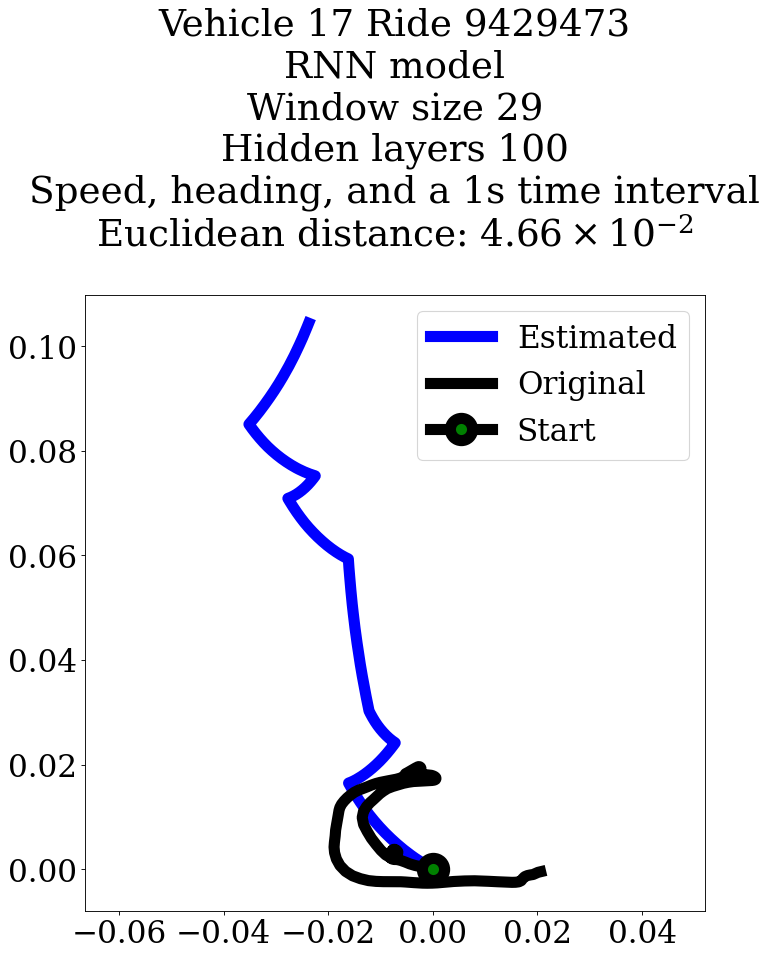 Vehicle 17 Ride 9429473
RNN model
Window size 29
Hidden layers 100
Speed, heading, and a 1s time interval
Euclidean distance: 4.66 × 10⁻²
Estimated
Original
Start
0.10
0.08
0.06
0.04
0.02
0.00
−0.06 −0.04 −0.02 0.00 0.02 0.04